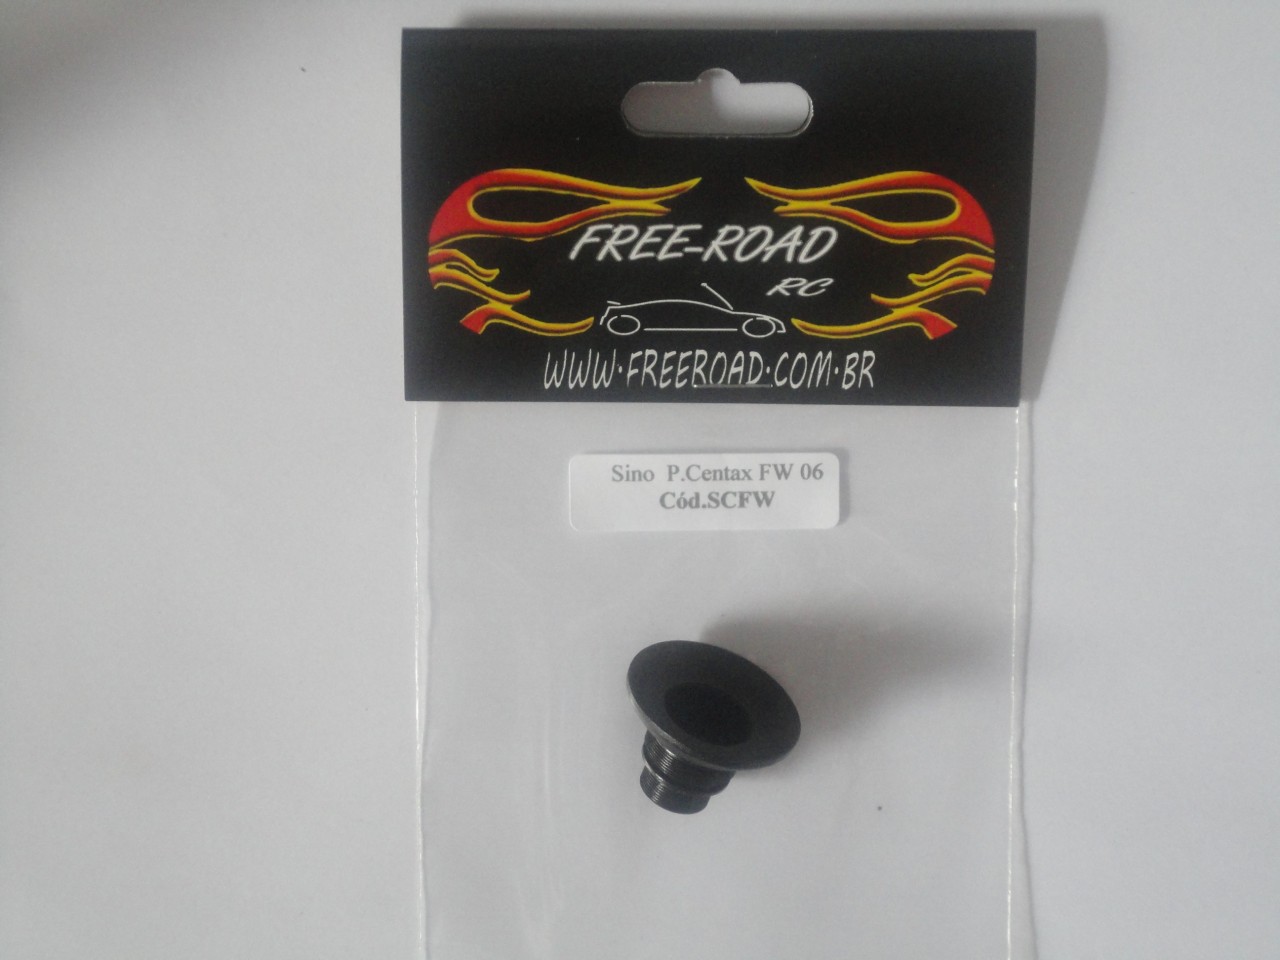 FREE-ROAD
RC
WWW.FREEROAD.COM.BR
Sino P.Centax FW 06
Cód.SCFW